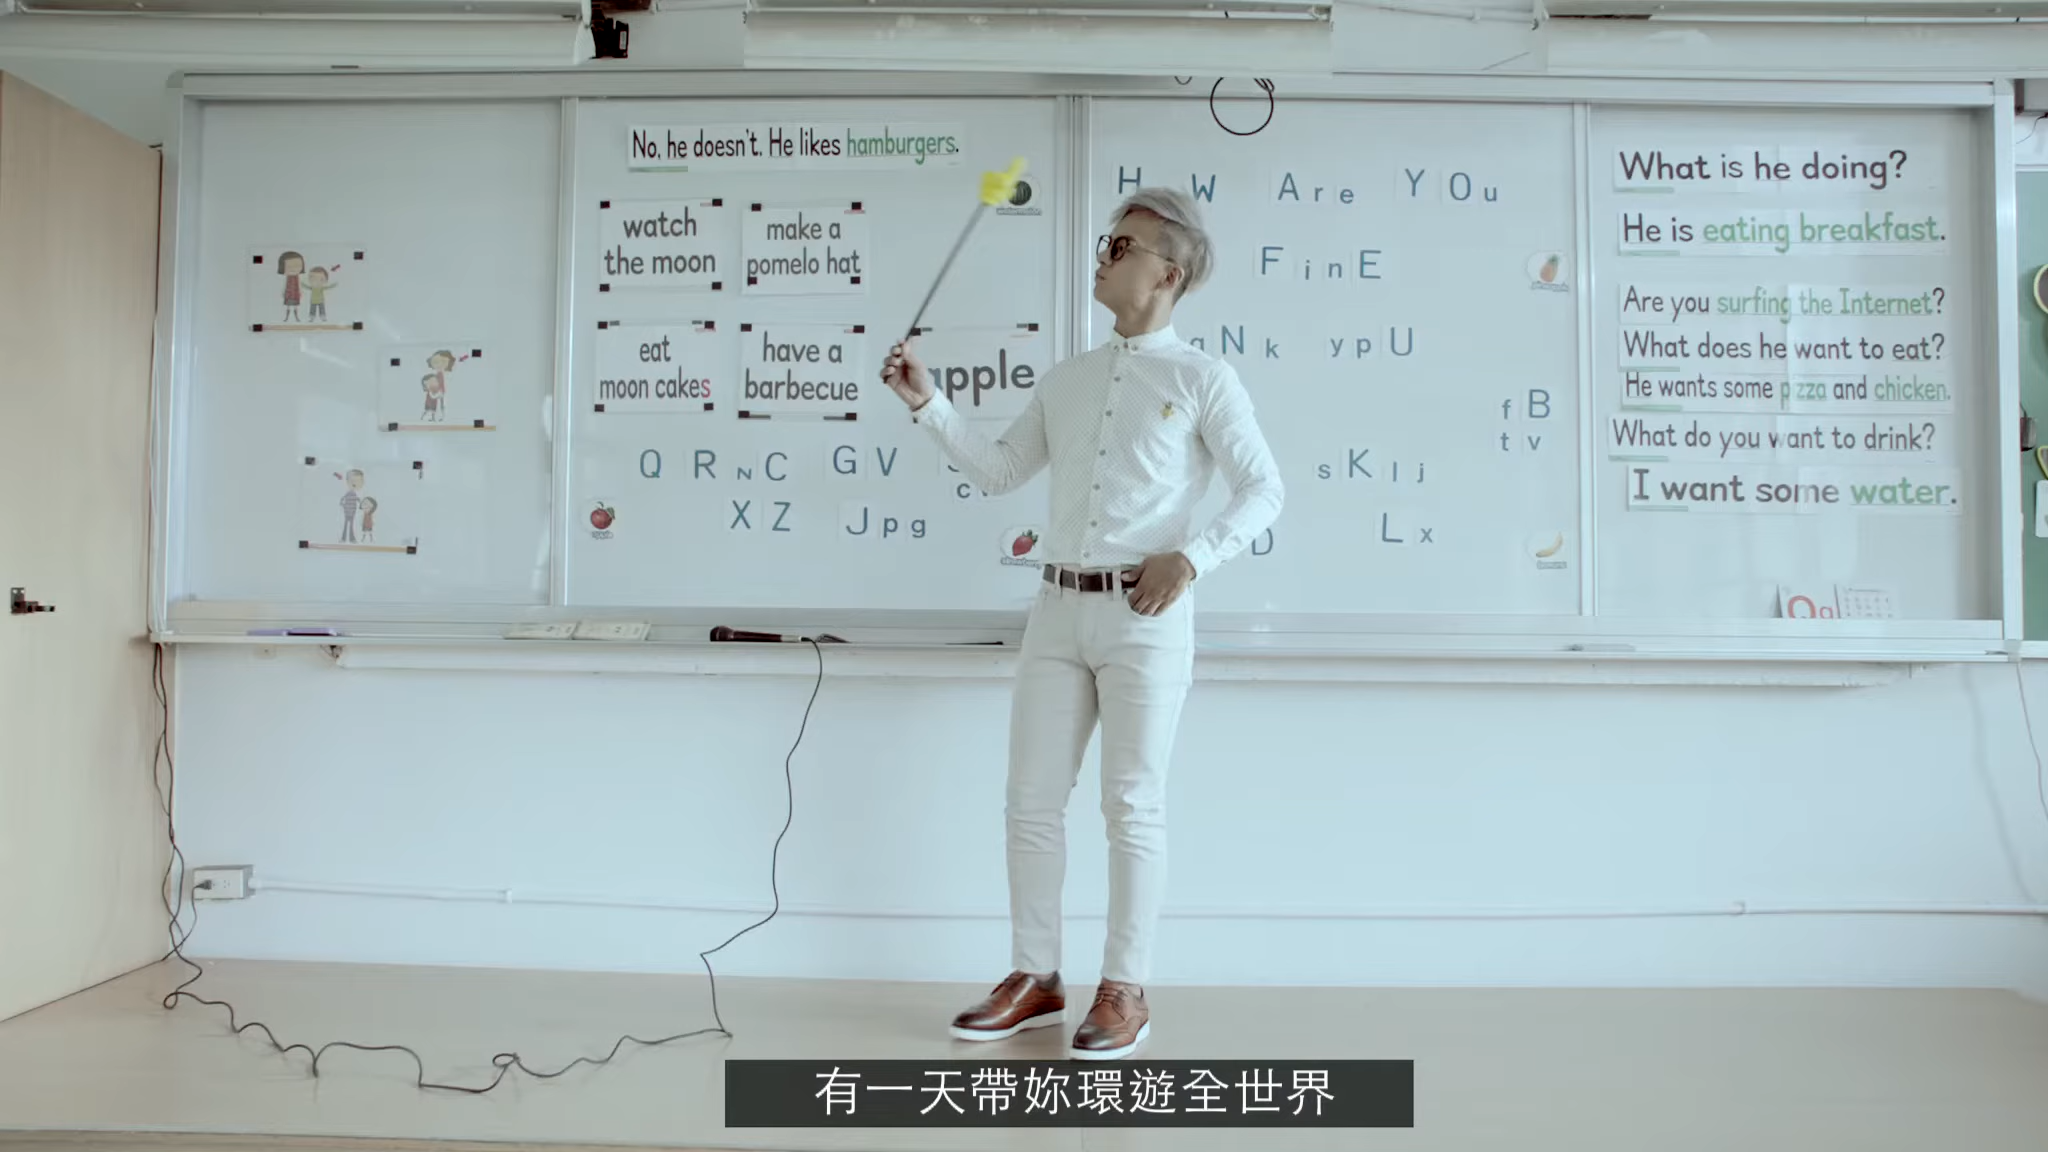 No, he doesn't. He likes hamburgers.
watch
the moon
make a
pomelo hat
eat
moon cakes
have a
barbecue
apple
Q R N C G V
X Z J p g
H W A r e Y O u
F i n E
N k y p U
f B
t v
s K l j
D L x
What is he doing?
He is eating breakfast.
Are you surfing the Internet?
What does he want to eat?
He wants some pizza and chicken.
What do you want to drink?
I want some water.
Qq
有一天帶妳環遊全世界